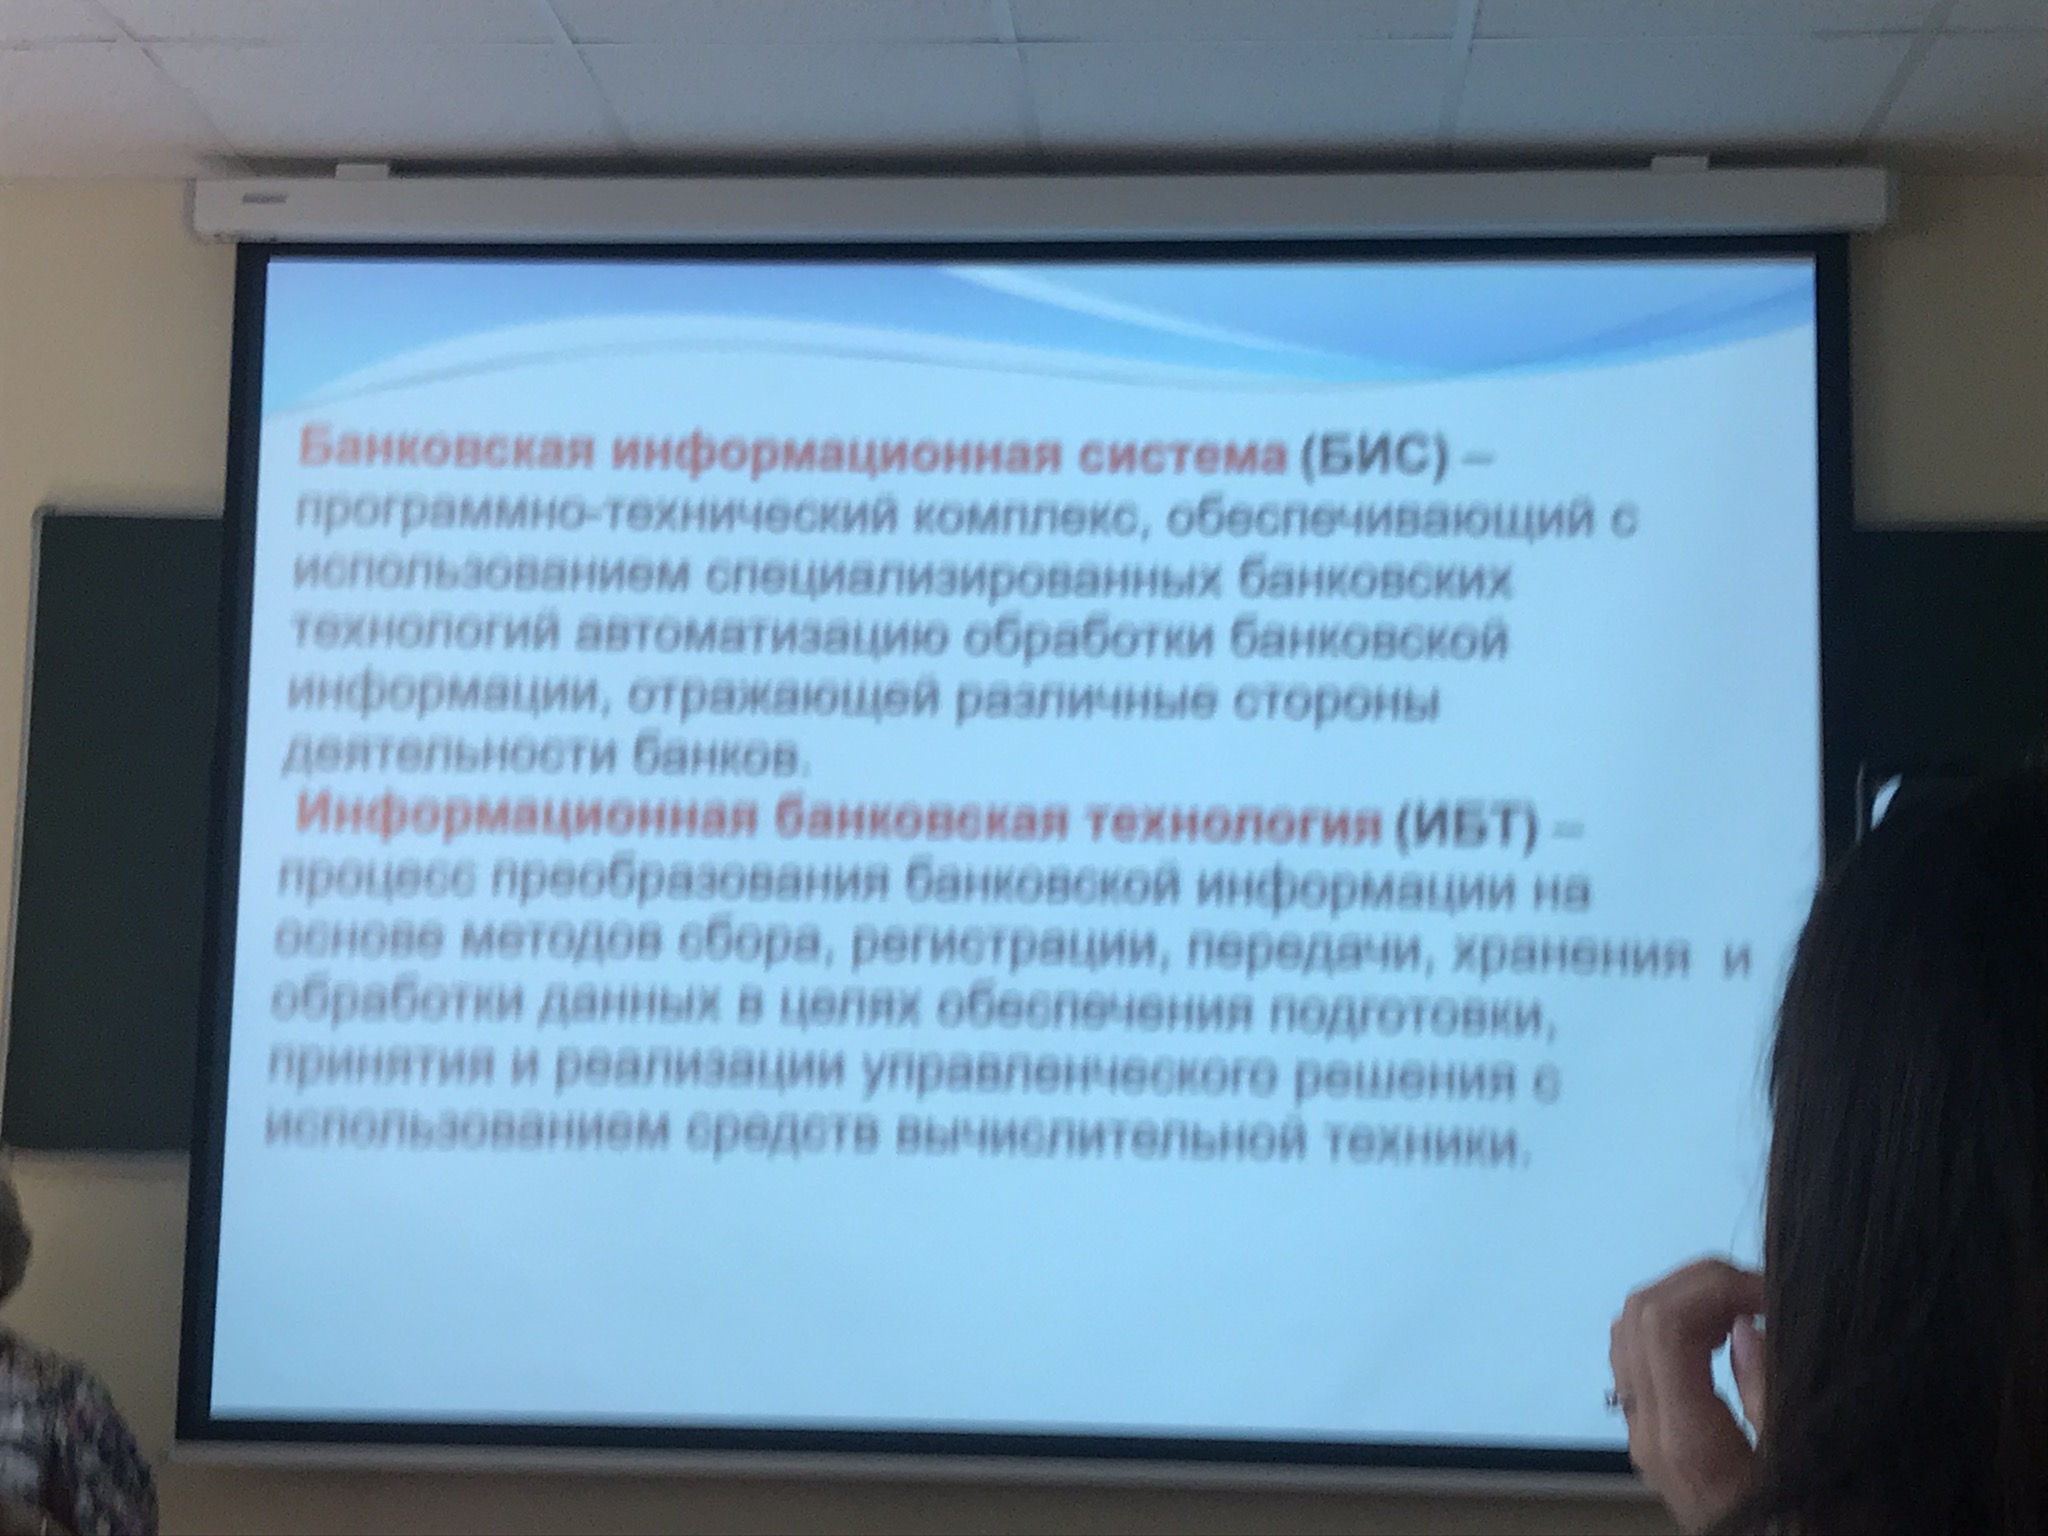 Банковская информационная система (БИС) –
программно-технический комплекс, обеспечивающий с
использованием специализированных банковских
технологий автоматизацию обработки банковской
информации, отражающей различные стороны
деятельности банков.
Информационная банковская технология (ИБТ) –
процесс преобразования банковской информации на
основе методов сбора, регистрации, передачи, хранения и
обработки данных в целях обеспечения подготовки,
принятия и реализации управленческого решения с
использованием средств вычислительной техники.